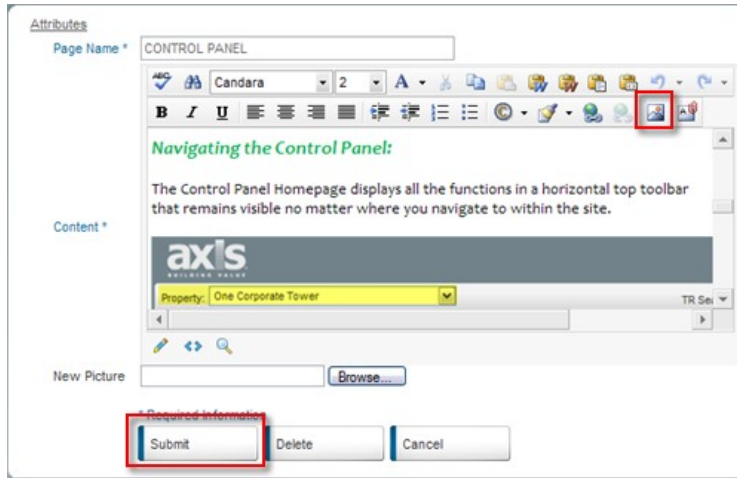 Attributes
Page Name * CONTROL PANEL
ABC Candara 2 A
B I U ©
Navigating the Control Panel:
The Control Panel Homepage displays all the functions in a horizontal top toolbar
that remains visible no matter where you navigate to within the site.
Content *
axis
BUILDING VALUE
Property: One Corporate Tower TR Sea
New Picture Browse...
* Required Information
Submit Delete Cancel